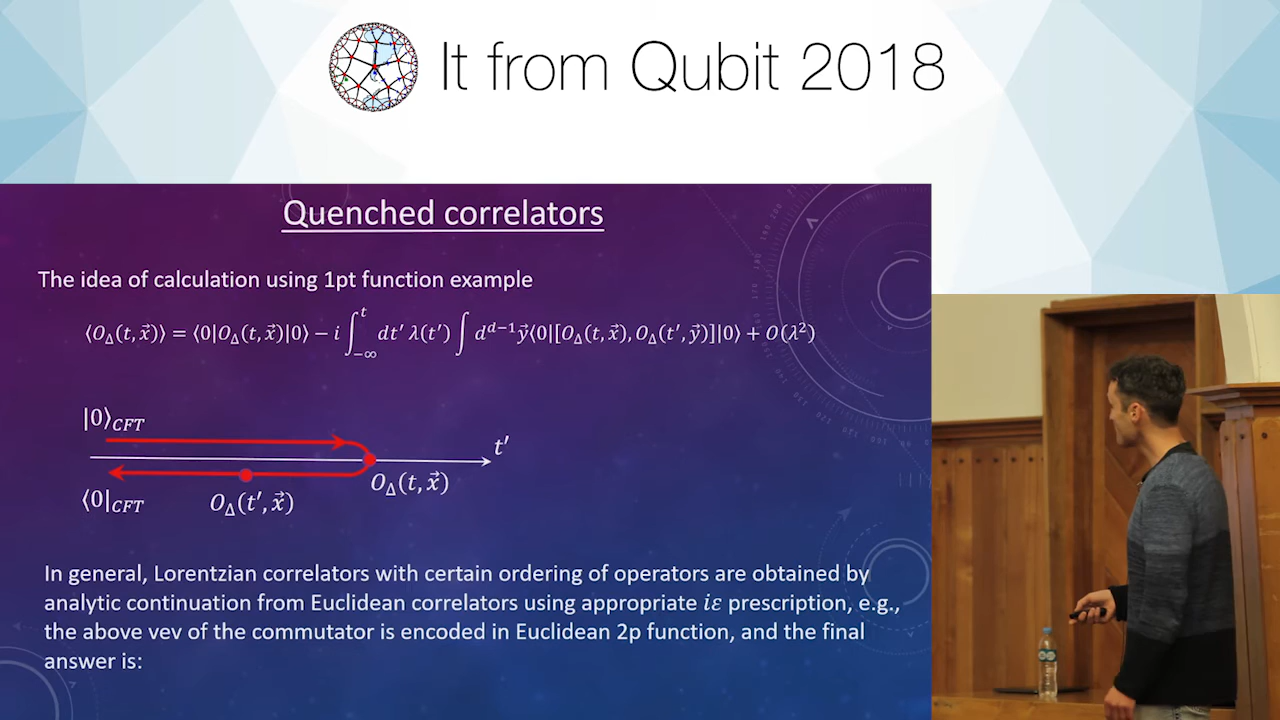 It from Qubit 2018
Quenched correlators
The idea of calculation using 1pt function example
⟨O_Δ(t,x⃗)⟩ = ⟨0|O_Δ(t,x⃗)|0⟩ − i ∫_{−∞}^{t} dt′ λ(t′) ∫ d^{d−1}y⃗⟨0|[O_Δ(t,x⃗),O_Δ(t′,y⃗)]|0⟩ + O(λ²)
|0⟩_CFT
t′
⟨0|_CFT
O_Δ(t′,x⃗)
O_Δ(t,x⃗)
In general, Lorentzian correlators with certain ordering of operators are obtained by
analytic continuation from Euclidean correlators using appropriate iε prescription, e.g.,
the above vev of the commutator is encoded in Euclidean 2p function, and the final
answer is: